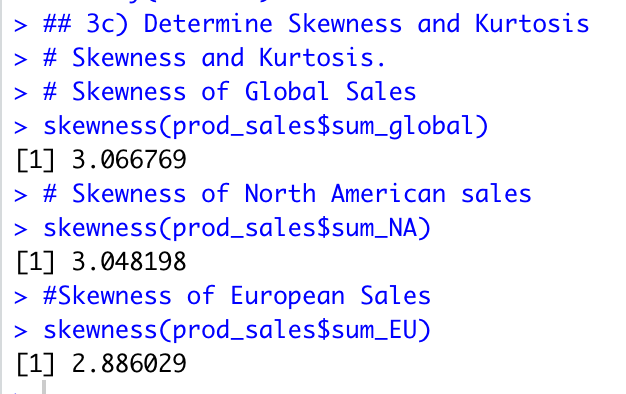 > ## 3c) Determine Skewness and Kurtosis
> # Skewness and Kurtosis.
> # Skewness of Global Sales
> skewness(prod_sales$sum_global)
[1] 3.066769
> # Skewness of North American sales
> skewness(prod_sales$sum_NA)
[1] 3.048198
> #Skewness of European Sales
> skewness(prod_sales$sum_EU)
[1] 2.886029
>